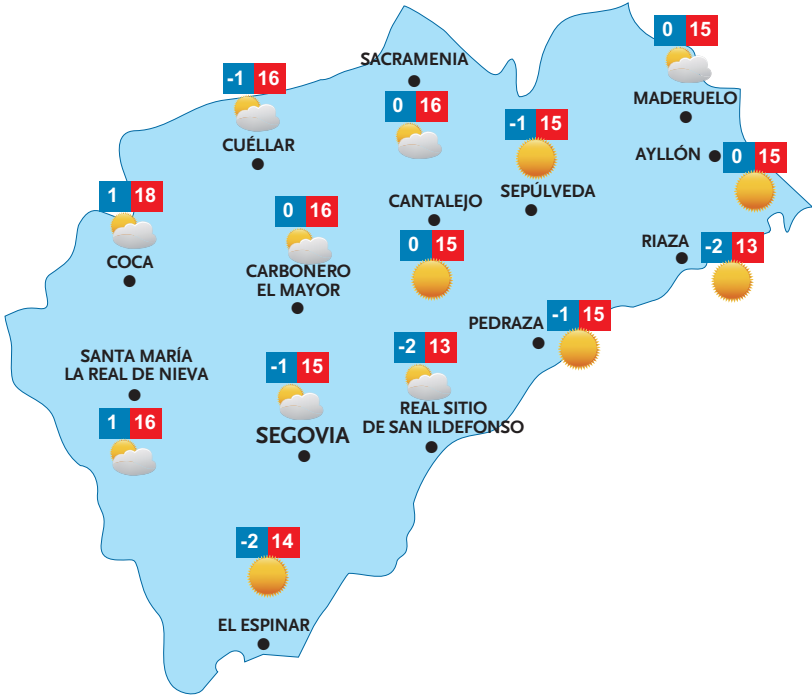 0 15
MADERUELO
SACRAMENIA
0 16
-1 16
CUÉLLAR
-1 15
SEPÚLVEDA
AYLLÓN
0 15
1 18
COCA
0 16
CARBONERO
EL MAYOR
CANTALEJO
0 15
RIAZA
-2 13
PEDRAZA
-1 15
SANTA MARÍA
LA REAL DE NIEVA
1 16
-1 15
SEGOVIA
-2 13
REAL SITIO
DE SAN ILDEFONSO
-2 14
EL ESPINAR